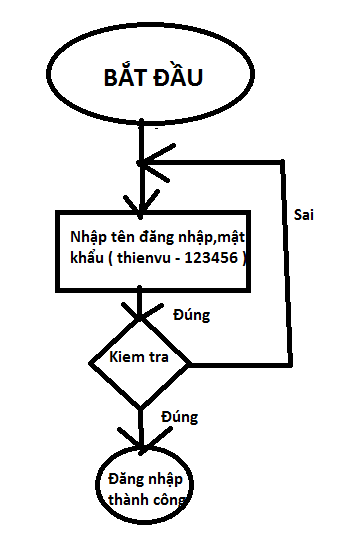 BẮT ĐẦU
Sai
Nhập tên đăng nhập,mật
khẩu ( thienvu - 123456 )
Đúng
Kiem tra
Đúng
Đăng nhập
thành công